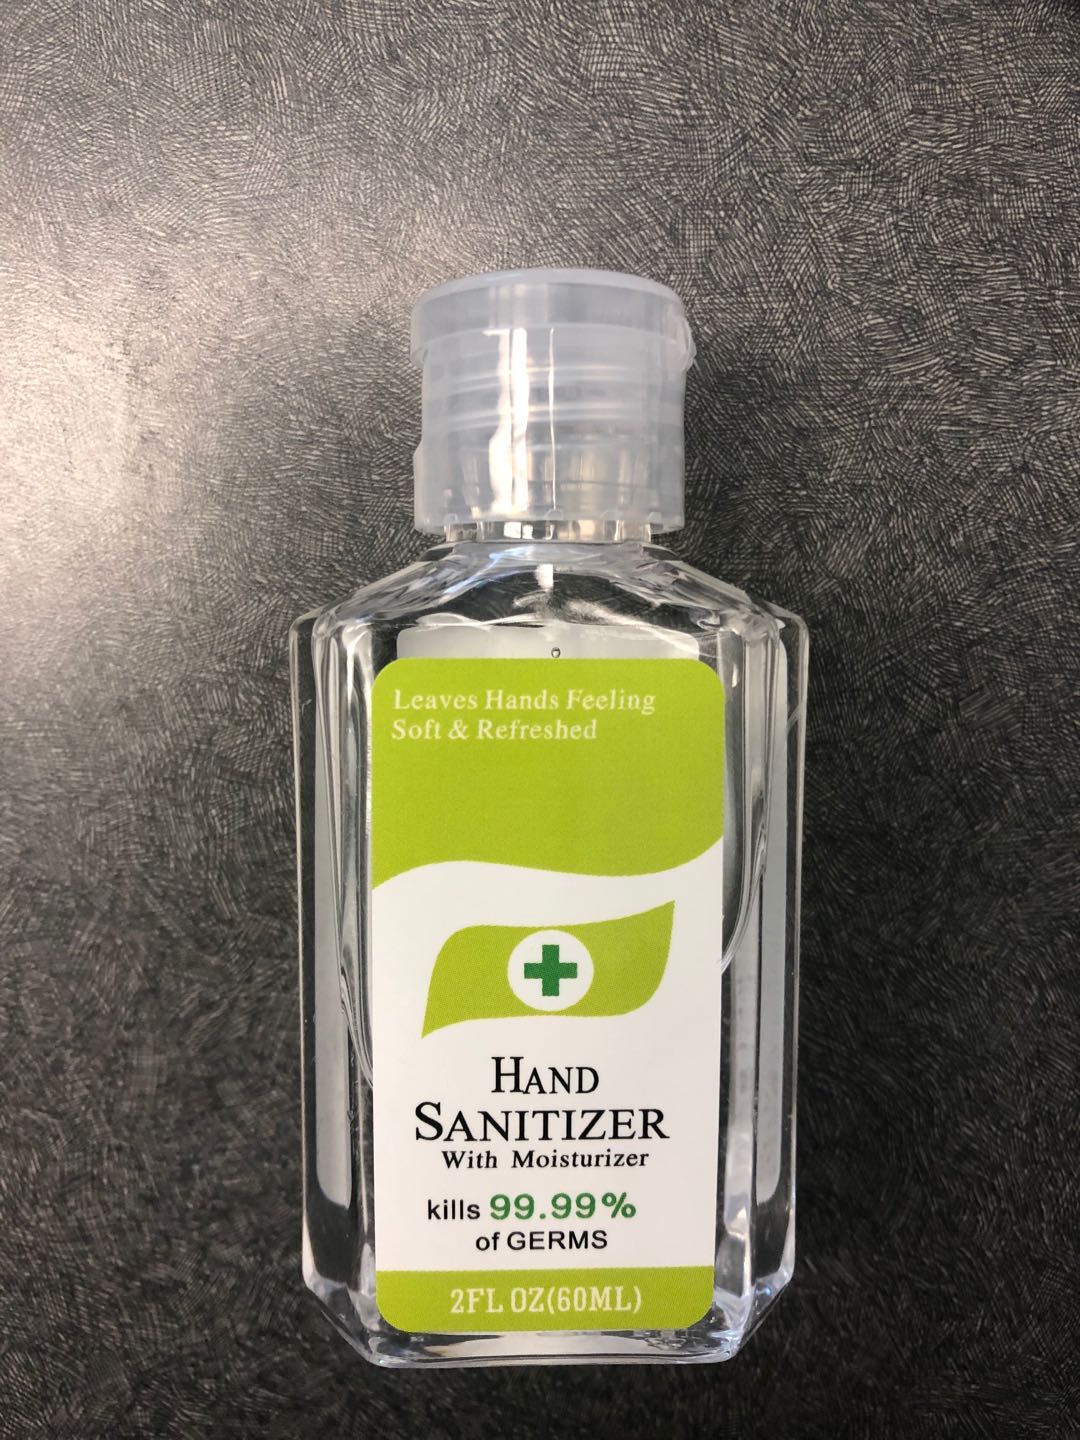 Leaves Hands Feeling
Soft & Refreshed
HAND
SANITIZER
With Moisturizer
kills 99.99%
of GERMS
2FL OZ(60ML)